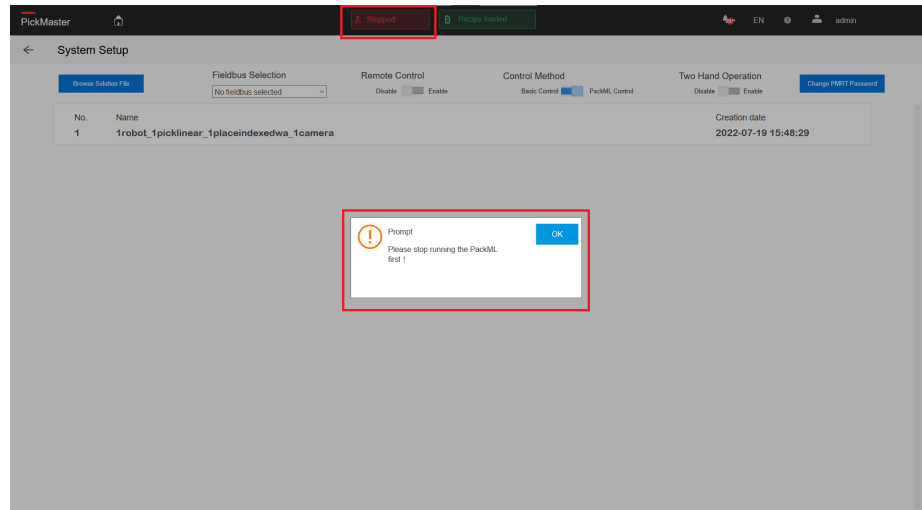 PickMaster
Stopped
Recipe loaded
EN
admin
System Setup
Browse Solution File
Fieldbus Selection
No fieldbus selected
Remote Control
Disable Enable
Control Method
Basic Control PackML Control
Two Hand Operation
Disable Enable
Change PMRT Password
No. Name Creation date
1 1robot_1picklinear_1placeindexedwa_1camera 2022-07-19 15:48:29
Prompt
OK
Please stop running the PackML
first !